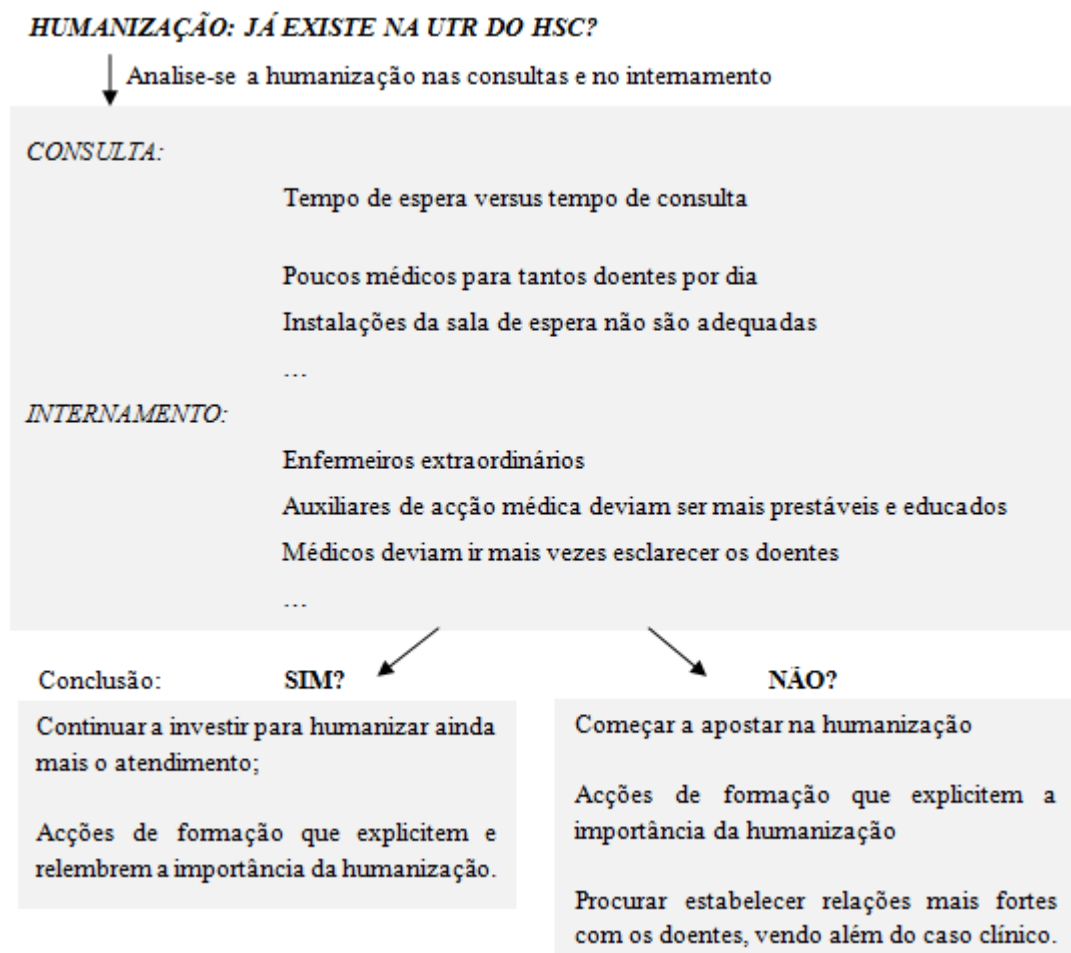 HUMANIZAÇÃO: JÁ EXISTE NA UTR DO HSC?
Analise-se a humanização nas consultas e no internamento
CONSULTA:
Tempo de espera versus tempo de consulta
Poucos médicos para tantos doentes por dia
Instalações da sala de espera não são adequadas
…
INTERNAMENTO:
Enfermeiros extraordinários
Auxiliares de acção médica deviam ser mais prestáveis e educados
Médicos deviam ir mais vezes esclarecer os doentes
…
Conclusão: SIM? NÃO?
Continuar a investir para humanizar ainda
mais o atendimento;
Acções de formação que explicitem e
relembrem a importância da humanização.
Começar a apostar na humanização
Acções de formação que explicitem a
importância da humanização
Procurar estabelecer relações mais fortes
com os doentes, vendo além do caso clínico.